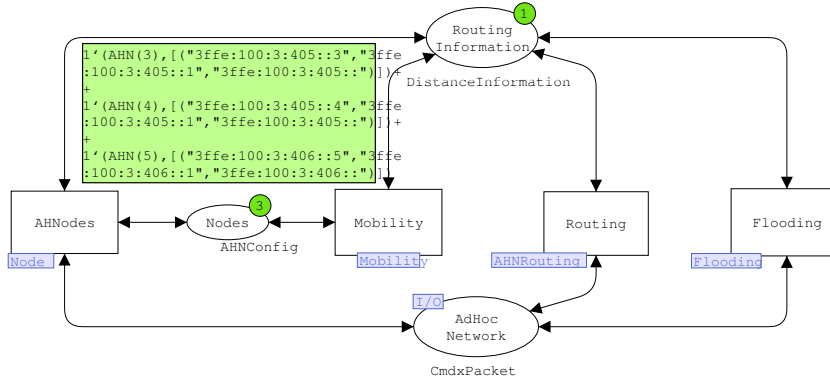 1
Routing
Information
DistanceInformation
1‘(AHN(3),[("3ffe:100:3:405::3","3ffe
:100:3:405::1","3ffe:100:3:405::")])+
+
1‘(AHN(4),[("3ffe:100:3:405::4","3ffe
:100:3:405::1","3ffe:100:3:405::")])+
+
1‘(AHN(5),[("3ffe:100:3:406::5","3ffe
:100:3:406::1","3ffe:100:3:406::")])
AHNodes
Node
3
Nodes
AHNConfig
Mobility
Mobility
Routing
AHNRouting
Flooding
Flooding
I/O
AdHoc
Network
CmdxPacket